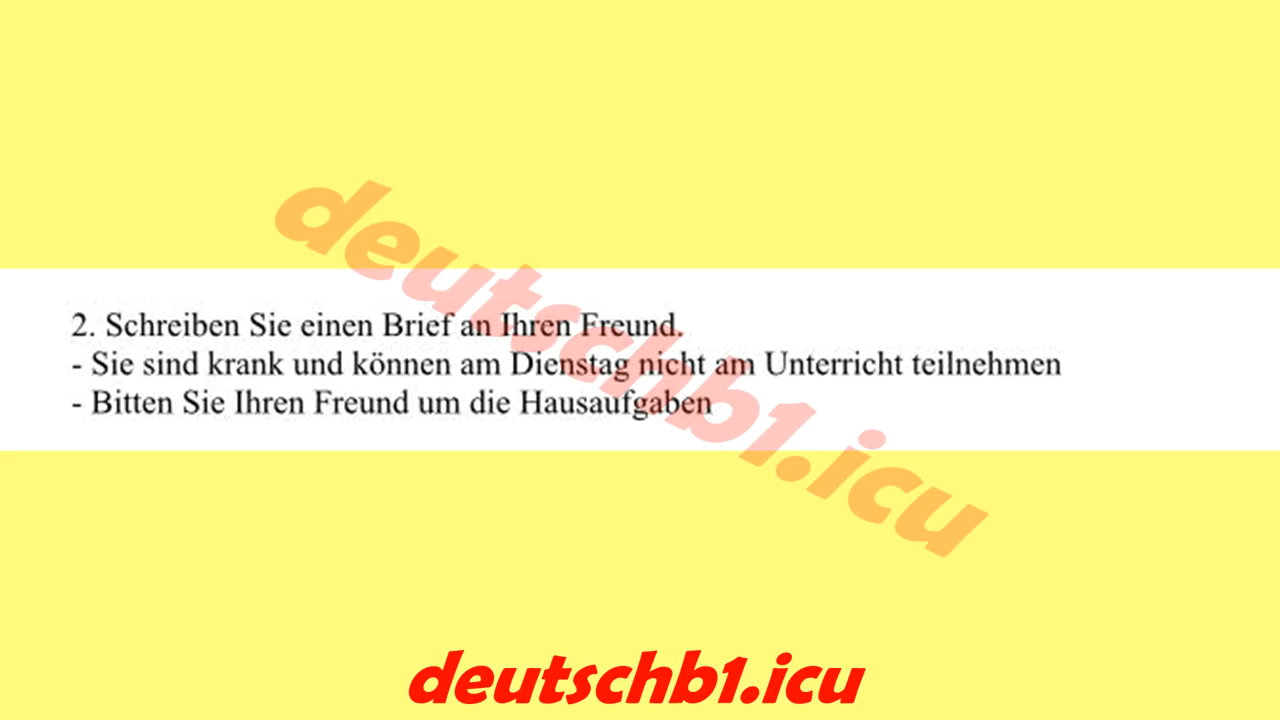 2. Schreiben Sie einen Brief an Ihren Freund.
- Sie sind krank und können am Dienstag nicht am Unterricht teilnehmen
- Bitten Sie Ihren Freund um die Hausaufgaben
deutschb1.icu
deutschb1.icu